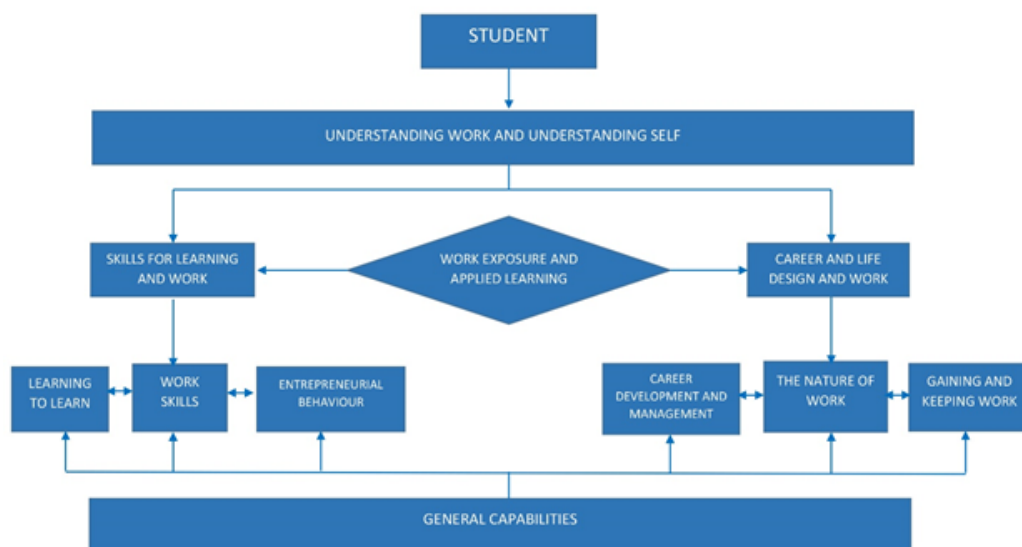 STUDENT
UNDERSTANDING WORK AND UNDERSTANDING SELF
SKILLS FOR LEARNING
AND WORK
WORK EXPOSURE AND
APPLIED LEARNING
CAREER AND LIFE
DESIGN AND WORK
LEARNING
TO LEARN
WORK
SKILLS
ENTREPRENEURIAL
BEHAVIOUR
CAREER
DEVELOPMENT AND
MANAGEMENT
THE NATURE OF
WORK
GAINING AND
KEEPING WORK
GENERAL CAPABILITIES